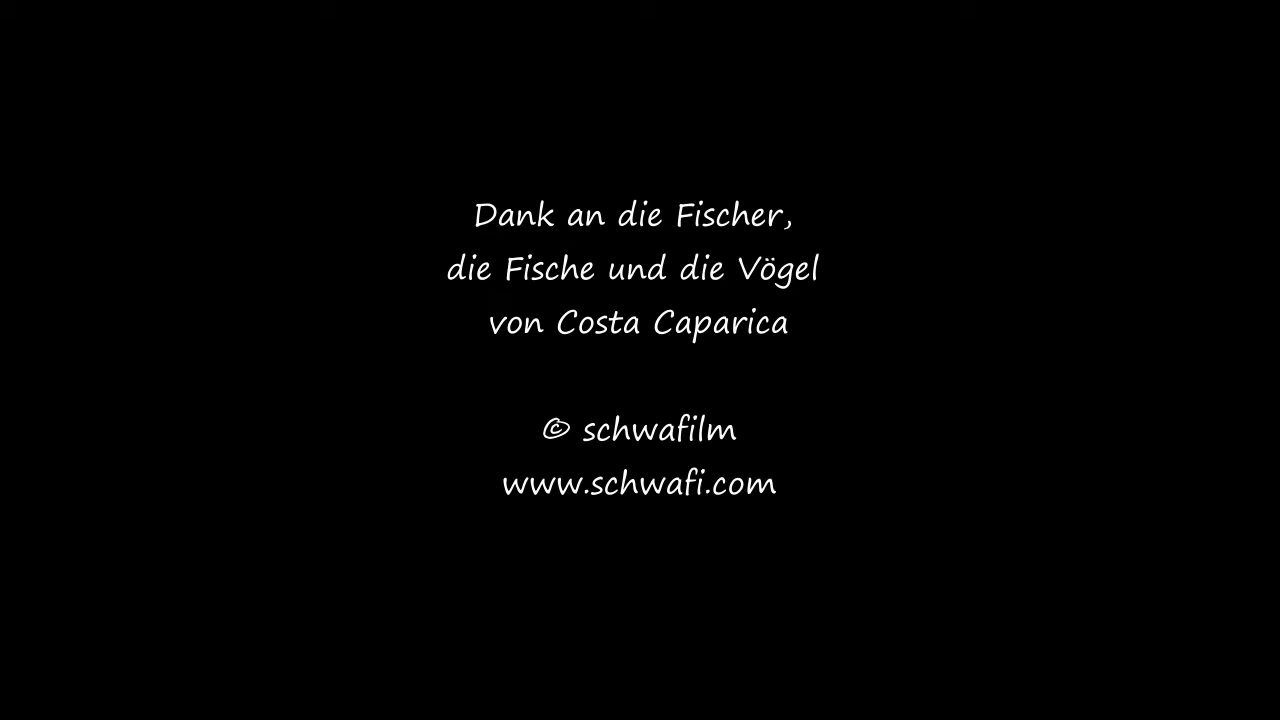 Dank an die Fischer,
die Fische und die Vögel
von Costa Caparica
© schwafilm
www.schwafi.com